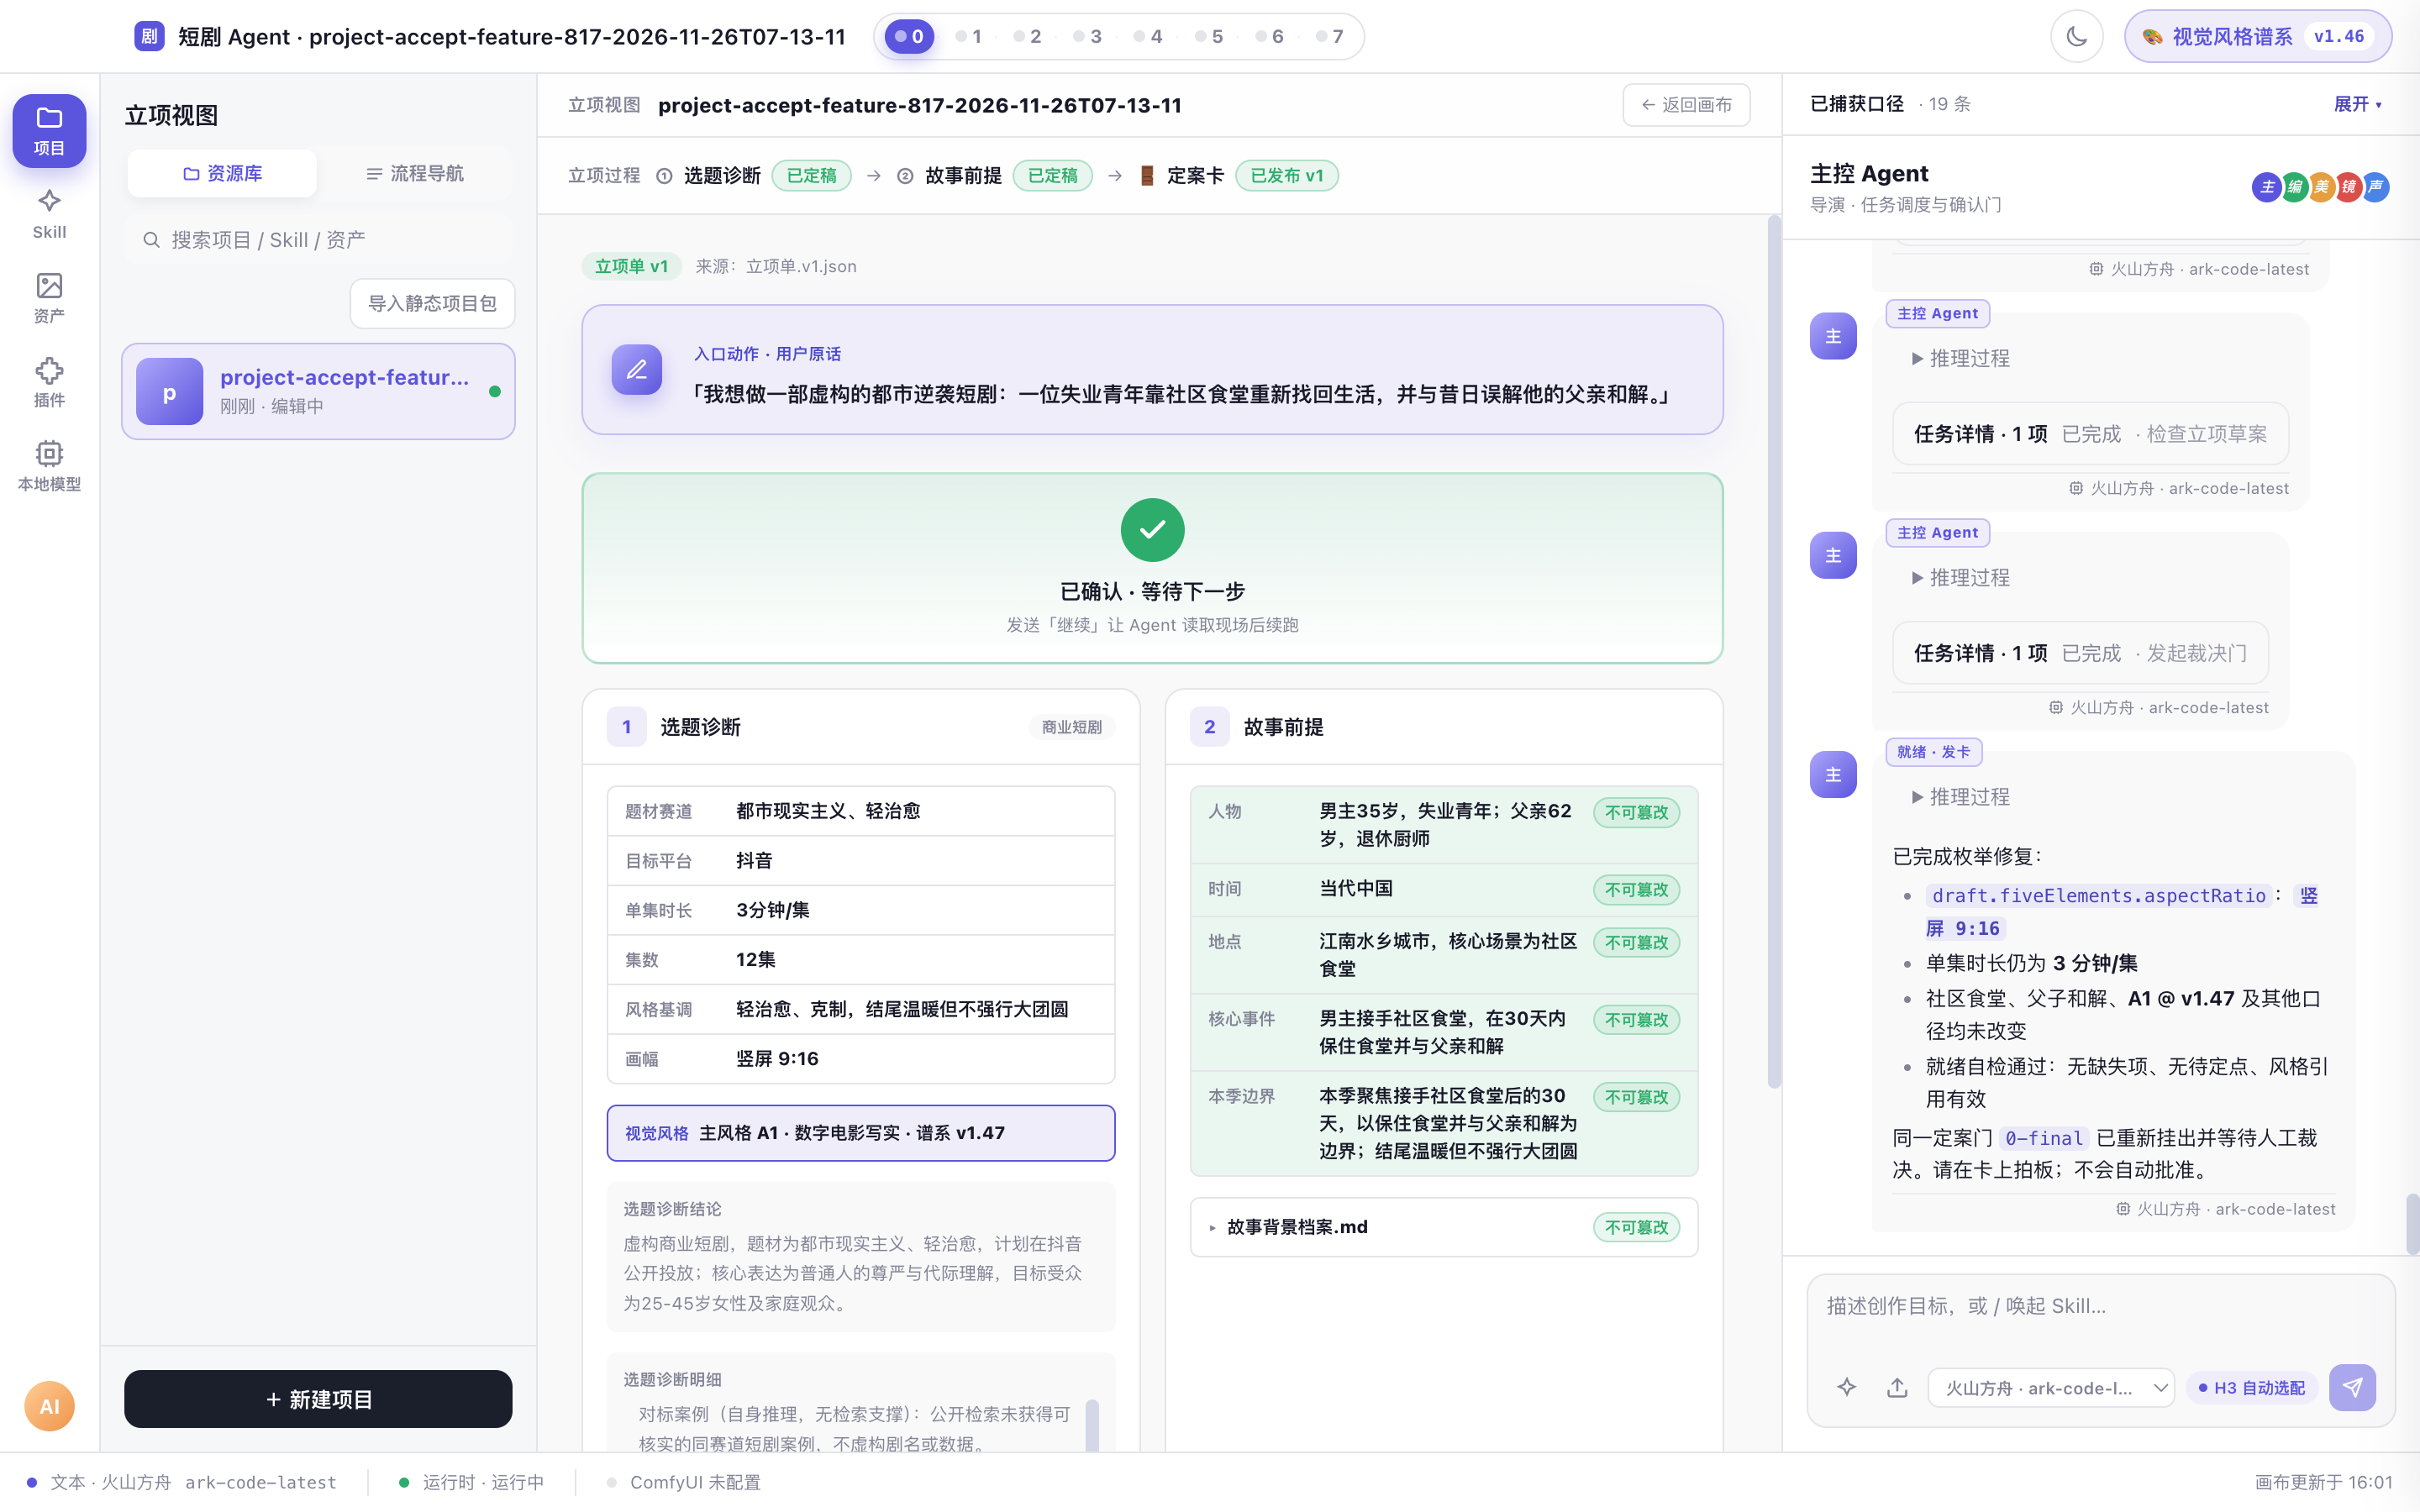 剧 短剧 Agent · project-accept-feature-817-2026-11-26T07-13-11
0 · 1 · 2 · 3 · 4 · 5 · 6 · 7
视觉风格谱系 v1.46
项目
Skill
资产
插件
本地模型
AI
立项视图
资源库
流程导航
搜索项目 / Skill / 资产
导入静态项目包
p
project-accept-featur...
刚刚 · 编辑中
+ 新建项目
立项视图 project-accept-feature-817-2026-11-26T07-13-11
← 返回画布
立项过程 ① 选题诊断 已定稿 → ② 故事前提 已定稿 → 定案卡 已发布 v1
立项单 v1 来源：立项单.v1.json
入口动作 · 用户原话
「我想做一部虚构的都市逆袭短剧：一位失业青年靠社区食堂重新找回生活，并与昔日误解他的父亲和解。」
已确认 · 等待下一步
发送「继续」让 Agent 读取现场后续跑
1 选题诊断 商业短剧
题材赛道 都市现实主义、轻治愈
目标平台 抖音
单集时长 3分钟/集
集数 12集
风格基调 轻治愈、克制，结尾温暖但不强行大团圆
画幅 竖屏 9:16
视觉风格 主风格 A1 · 数字电影写实 · 谱系 v1.47
选题诊断结论
虚构商业短剧，题材为都市现实主义、轻治愈，计划在抖音
公开投放；核心表达为普通人的尊严与代际理解，目标受众
为25-45岁女性及家庭观众。
选题诊断明细
对标案例（自身推理，无检索支撑）：公开检索未获得可
核实的同赛道短剧案例，不虚构剧名或数据。
2 故事前提
人物 男主35岁，失业青年；父亲62 不可篡改
岁，退休厨师
时间 当代中国 不可篡改
地点 江南水乡城市，核心场景为社区 不可篡改
食堂
核心事件 男主接手社区食堂，在30天内 不可篡改
保住食堂并与父亲和解
本季边界 本季聚焦接手社区食堂后的30 不可篡改
天，以保住食堂并与父亲和解为
边界；结尾温暖但不强行大团圆
▸ 故事背景档案.md 不可篡改
已捕获口径 · 19 条
展开 ▾
主控 Agent
导演 · 任务调度与确认门
主 编 美 镜 声
火山方舟 · ark-code-latest
主
主控 Agent
▶ 推理过程
任务详情 · 1 项 已完成 · 检查立项草案
火山方舟 · ark-code-latest
主
主控 Agent
▶ 推理过程
任务详情 · 1 项 已完成 · 发起裁决门
火山方舟 · ark-code-latest
主
就绪 · 发卡
▶ 推理过程
已完成枚举修复：
• draft.fiveElements.aspectRatio：竖
屏 9:16
• 单集时长仍为 3 分钟/集
• 社区食堂、父子和解、A1 @ v1.47 及其他口
径均未改变
• 就绪自检通过：无缺失项、无待定点、风格引
用有效
同一定案门 0-final 已重新挂出并等待人工裁
决。请在卡上拍板；不会自动批准。
火山方舟 · ark-code-latest
描述创作目标，或 / 唤起 Skill...
火山方舟 · ark-code-l...
H3 自动选配
文本 · 火山方舟 ark-code-latest
运行时 · 运行中
ComfyUI 未配置
画布更新于 16:01